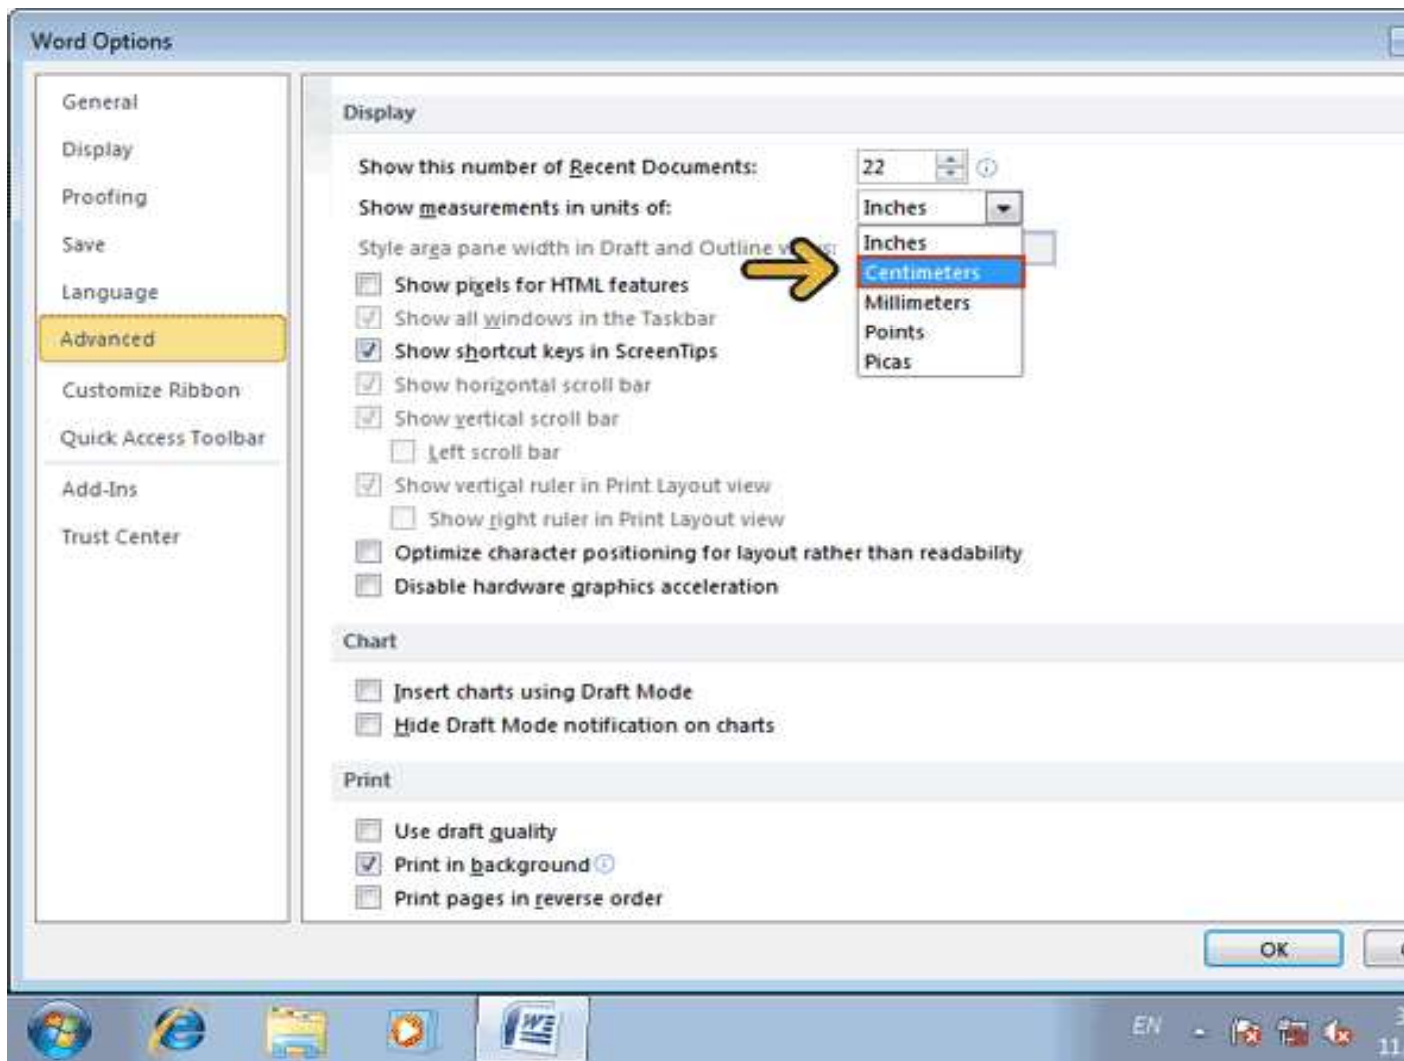 Word Options
General
Display
Proofing
Save
Language
Advanced
Customize Ribbon
Quick Access Toolbar
Add-Ins
Trust Center
Display
Show this number of Recent Documents: 22
Show measurements in units of: Inches
Style area pane width in Draft and Outline
Inches
Centimeters
Millimeters
Points
Picas
Show pixels for HTML features
Show all windows in the Taskbar
Show shortcut keys in ScreenTips
Show horizontal scroll bar
Show vertical scroll bar
Left scroll bar
Show vertical ruler in Print Layout view
Show right ruler in Print Layout view
Optimize character positioning for layout rather than readability
Disable hardware graphics acceleration
Chart
Insert charts using Draft Mode
Hide Draft Mode notification on charts
Print
Use draft quality
Print in background
Print pages in reverse order
OK
EN
11